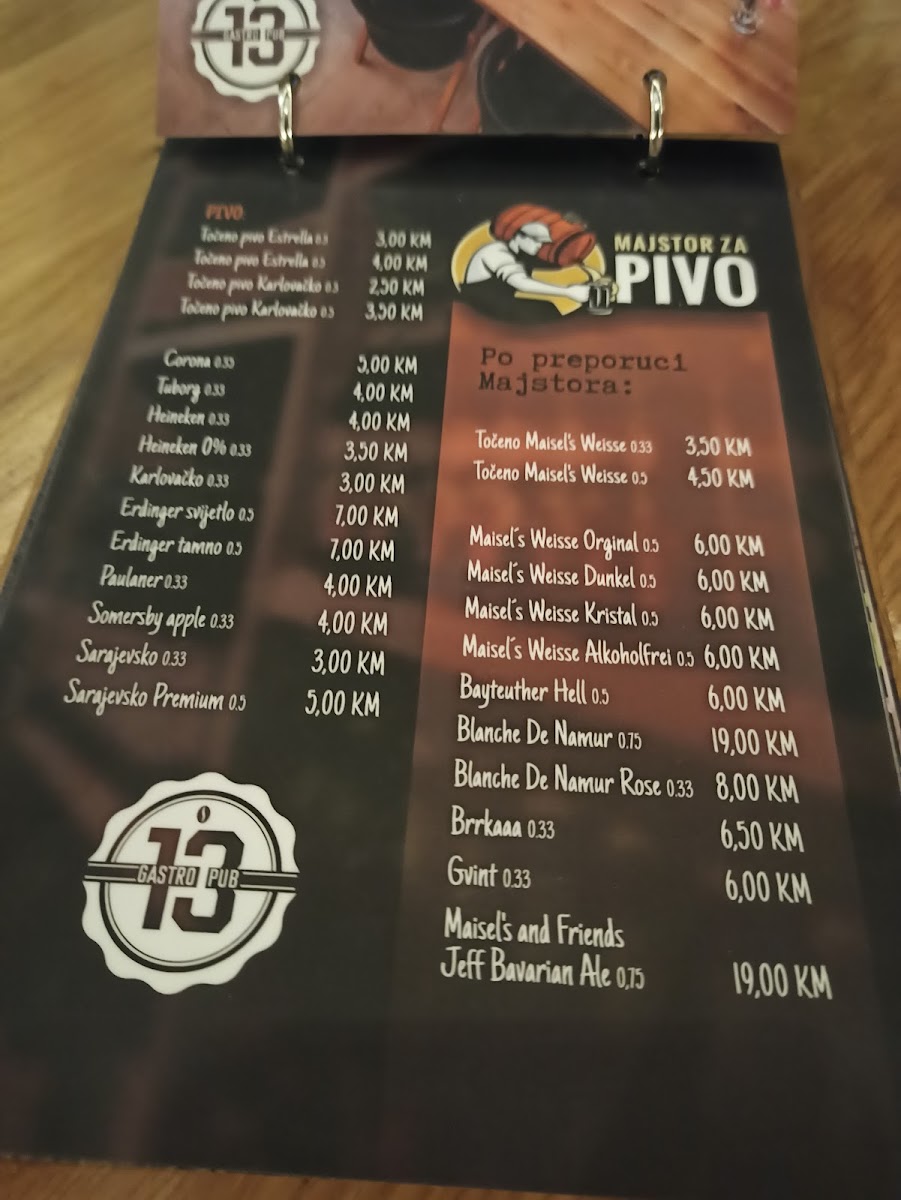 13
GASTRO PUB
PIVO
Točeno pivo Estrella 0.3 3,00 KM
Točeno pivo Estrella 0.5 4,00 KM
Točeno pivo Karlovačko 0.3 2,50 KM
Točeno pivo Karlovačko 0.5 3,50 KM
Corona 0.33 5,00 KM
Tuborg 0.33 4,00 KM
Heineken 0.33 4,00 KM
Heineken 0% 0.33 3,50 KM
Karlovačko 0.33 3,00 KM
Erdinger svijetlo 0.5 7,00 KM
Erdinger tamno 0.5 7,00 KM
Paulaner 0.33 4,00 KM
Somersby apple 0.33 4,00 KM
Sarajevsko 0.33 3,00 KM
Sarajevsko Premium 0.5 5,00 KM
13
GASTRO PUB
MAJSTOR ZA
PIVO
Po preporuci
Majstora:
Točeno Maisel's Weisse 0.33 3,50 KM
Točeno Maisel's Weisse 0.5 4,50 KM
Maisel´s Weisse Orginal 0.5 6,00 KM
Maisel´s Weisse Dunkel 0.5 6,00 KM
Maisel´s Weisse Kristal 0.5 6,00 KM
Maisel´s Weisse Alkoholfrei 0.5 6,00 KM
Bayteuther Hell 0.5 6,00 KM
Blanche De Namur 0.75 19,00 KM
Blanche De Namur Rose 0.33 8,00 KM
Brrkaaa 0.33 6,50 KM
Gvint 0.33 6,00 KM
Maisel's and Friends
Jeff Bavarian Ale 0,75 19,00 KM